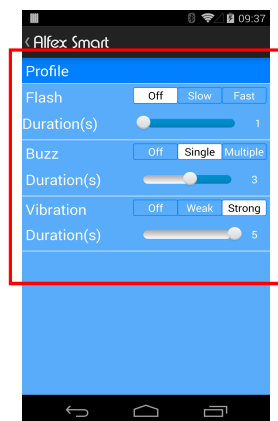 09:37
Alfex Smart
Profile
Flash Off Slow Fast
Duration(s) 1
Buzz Off Single Multiple
Duration(s) 3
Vibration Off Weak Strong
Duration(s) 5